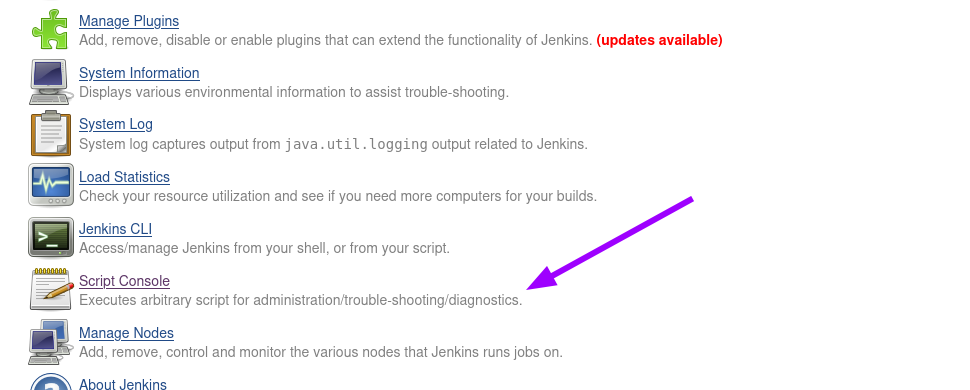 Manage Plugins
Add, remove, disable or enable plugins that can extend the functionality of Jenkins. (updates available)
System Information
Displays various environmental information to assist trouble-shooting.
System Log
System log captures output from java.util.logging output related to Jenkins.
Load Statistics
Check your resource utilization and see if you need more computers for your builds.
>_
Jenkins CLI
Access/manage Jenkins from your shell, or from your script.
Script Console
Executes arbitrary script for administration/trouble-shooting/diagnostics.
Manage Nodes
Add, remove, control and monitor the various nodes that Jenkins runs jobs on.
About Jenkins